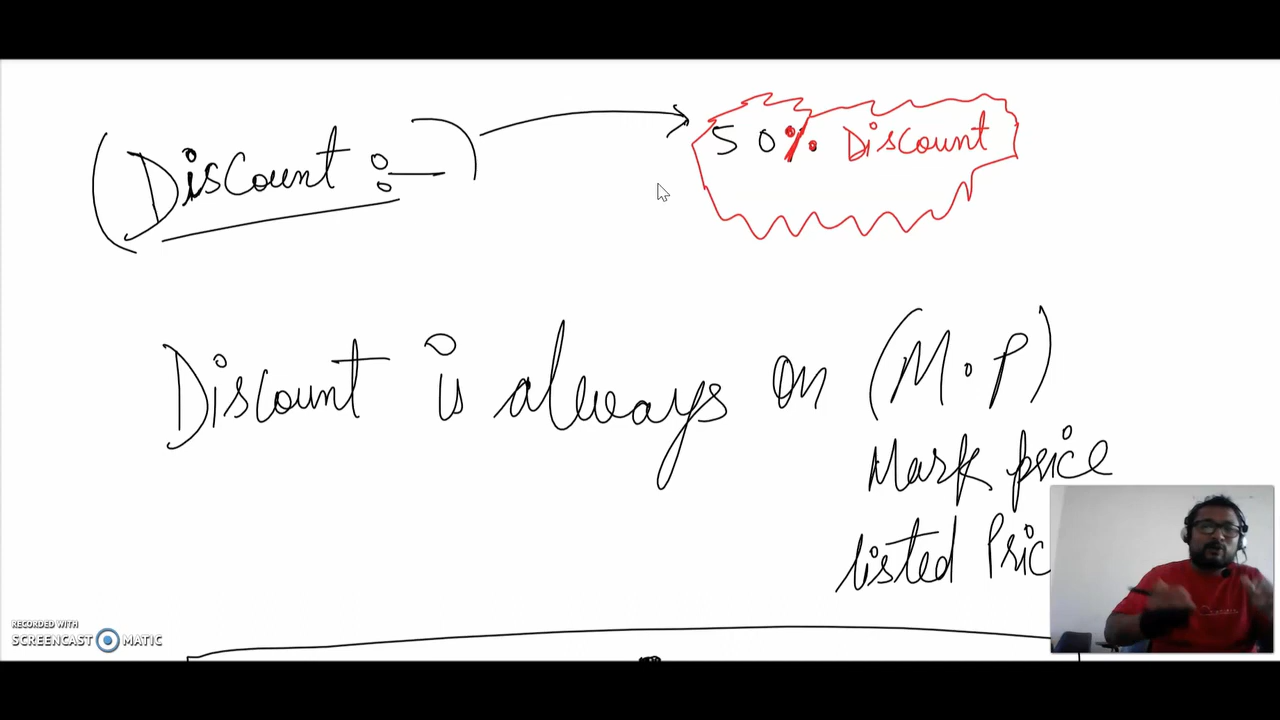 (Discount :-)
50% Discount
Discount is always on (M.P)
Mark price
listed Pric
RECORDED WITH
SCREENCAST MATIC